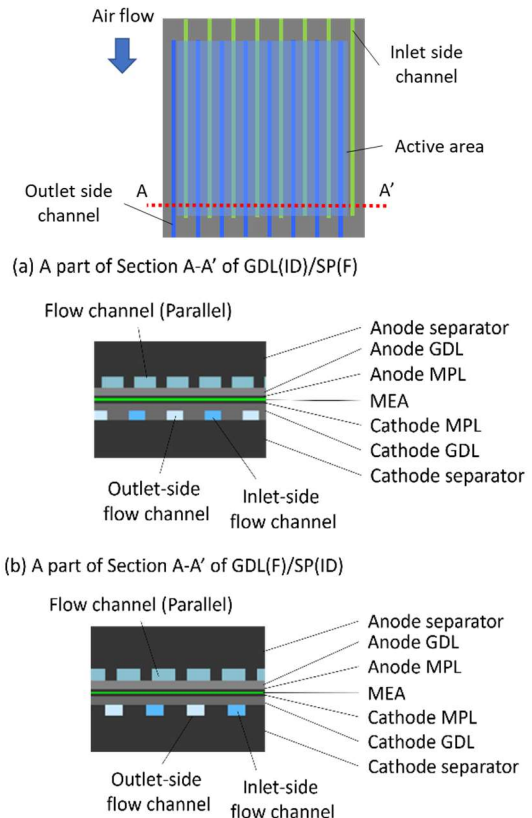 Air flow
Inlet side
channel
Active area
Outlet side
channel
A
A'
(a) A part of Section A-A' of GDL(ID)/SP(F)
Flow channel (Parallel)
Anode separator
Anode GDL
Anode MPL
MEA
Cathode MPL
Cathode GDL
Cathode separator
Outlet-side
flow channel
Inlet-side
flow channel
(b) A part of Section A-A' of GDL(F)/SP(ID)
Flow channel (Parallel)
Anode separator
Anode GDL
Anode MPL
MEA
Cathode MPL
Cathode GDL
Cathode separator
Outlet-side
flow channel
Inlet-side
flow channel